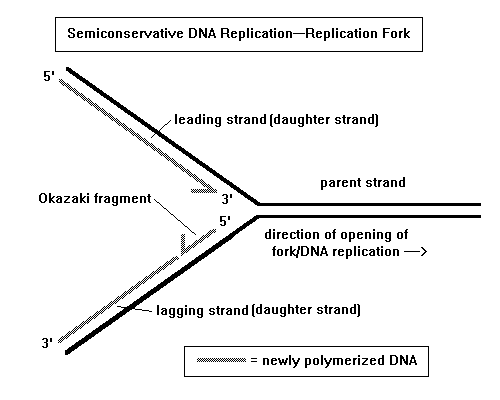 Semiconservative DNA Replication—Replication Fork
5'
leading strand (daughter strand)
parent strand
3'
Okazaki fragment
5'
direction of opening of
fork/DNA replication —>
lagging strand (daughter strand)
3'
= newly polymerized DNA